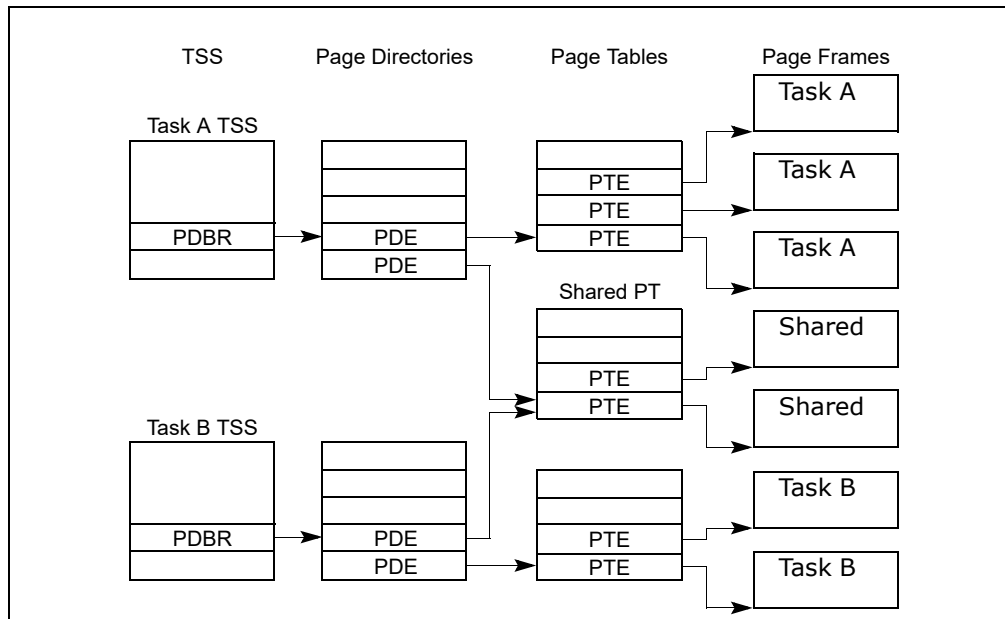 TSS Page Directories Page Tables Page Frames
Task A
Task A TSS
Task A
PTE
PTE
PDBR PDE PTE
Task A
PDE
Shared PT
Shared
PTE
PTE
Shared
Task B TSS
Task B
PDBR PDE PTE
PDE PTE
Task B